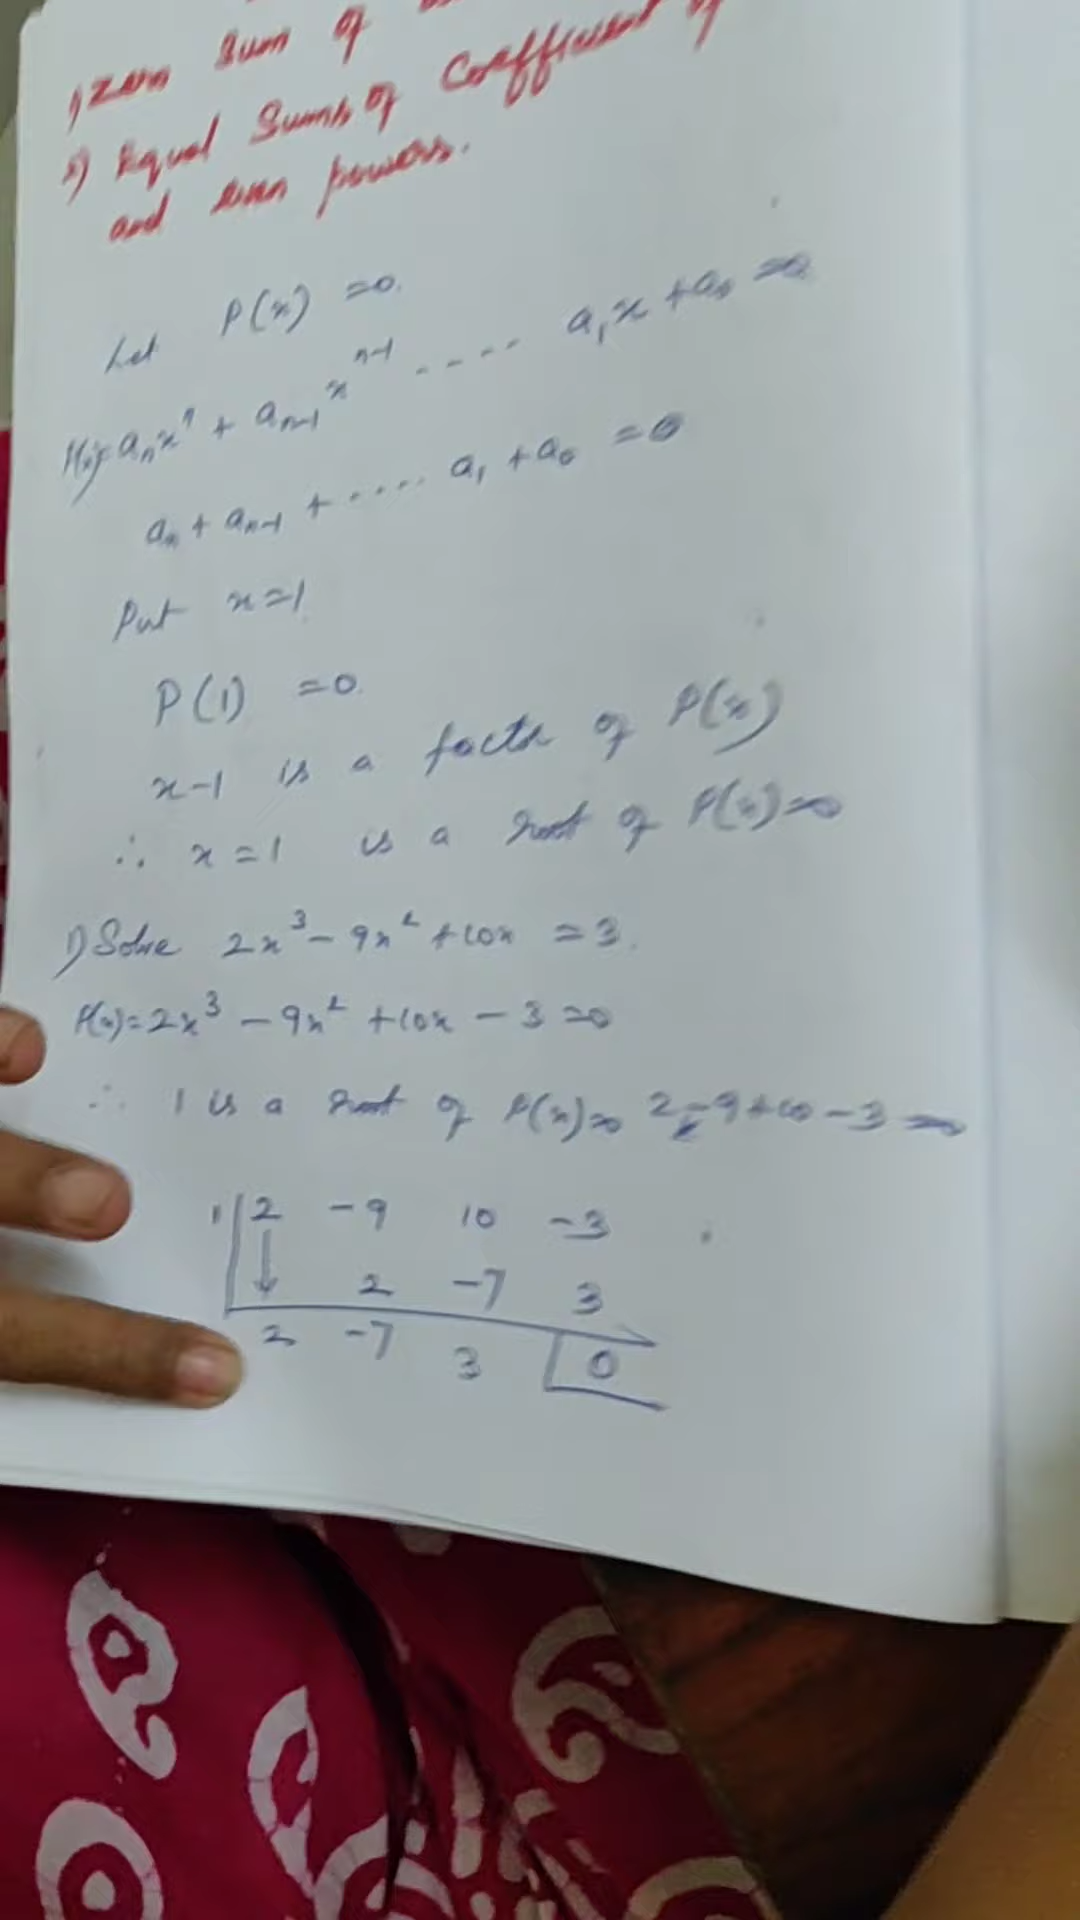 1) Zero Sum of
2) Equal Sums of Coefficient of
and even powers.
Let P(x) =0.
P(x)= aₙxⁿ + aₙ₋₁xⁿ⁻¹ ..... a₁x + a₀ =0
aₙ + aₙ₋₁ + ..... a₁ + a₀ =0
Put x=1
P(1) =0.
x-1 is a factor of P(x)
∴ x=1 is a root of P(x)=0
1) Solve 2x³ - 9x² + 10x = 3.
P(x)= 2x³ - 9x² + 10x - 3 =0
∴ 1 is a root of P(x)=0 2-9+10-3=0
1 2 -9 10 -3
↓ 2 -7 3
2 -7 3 0